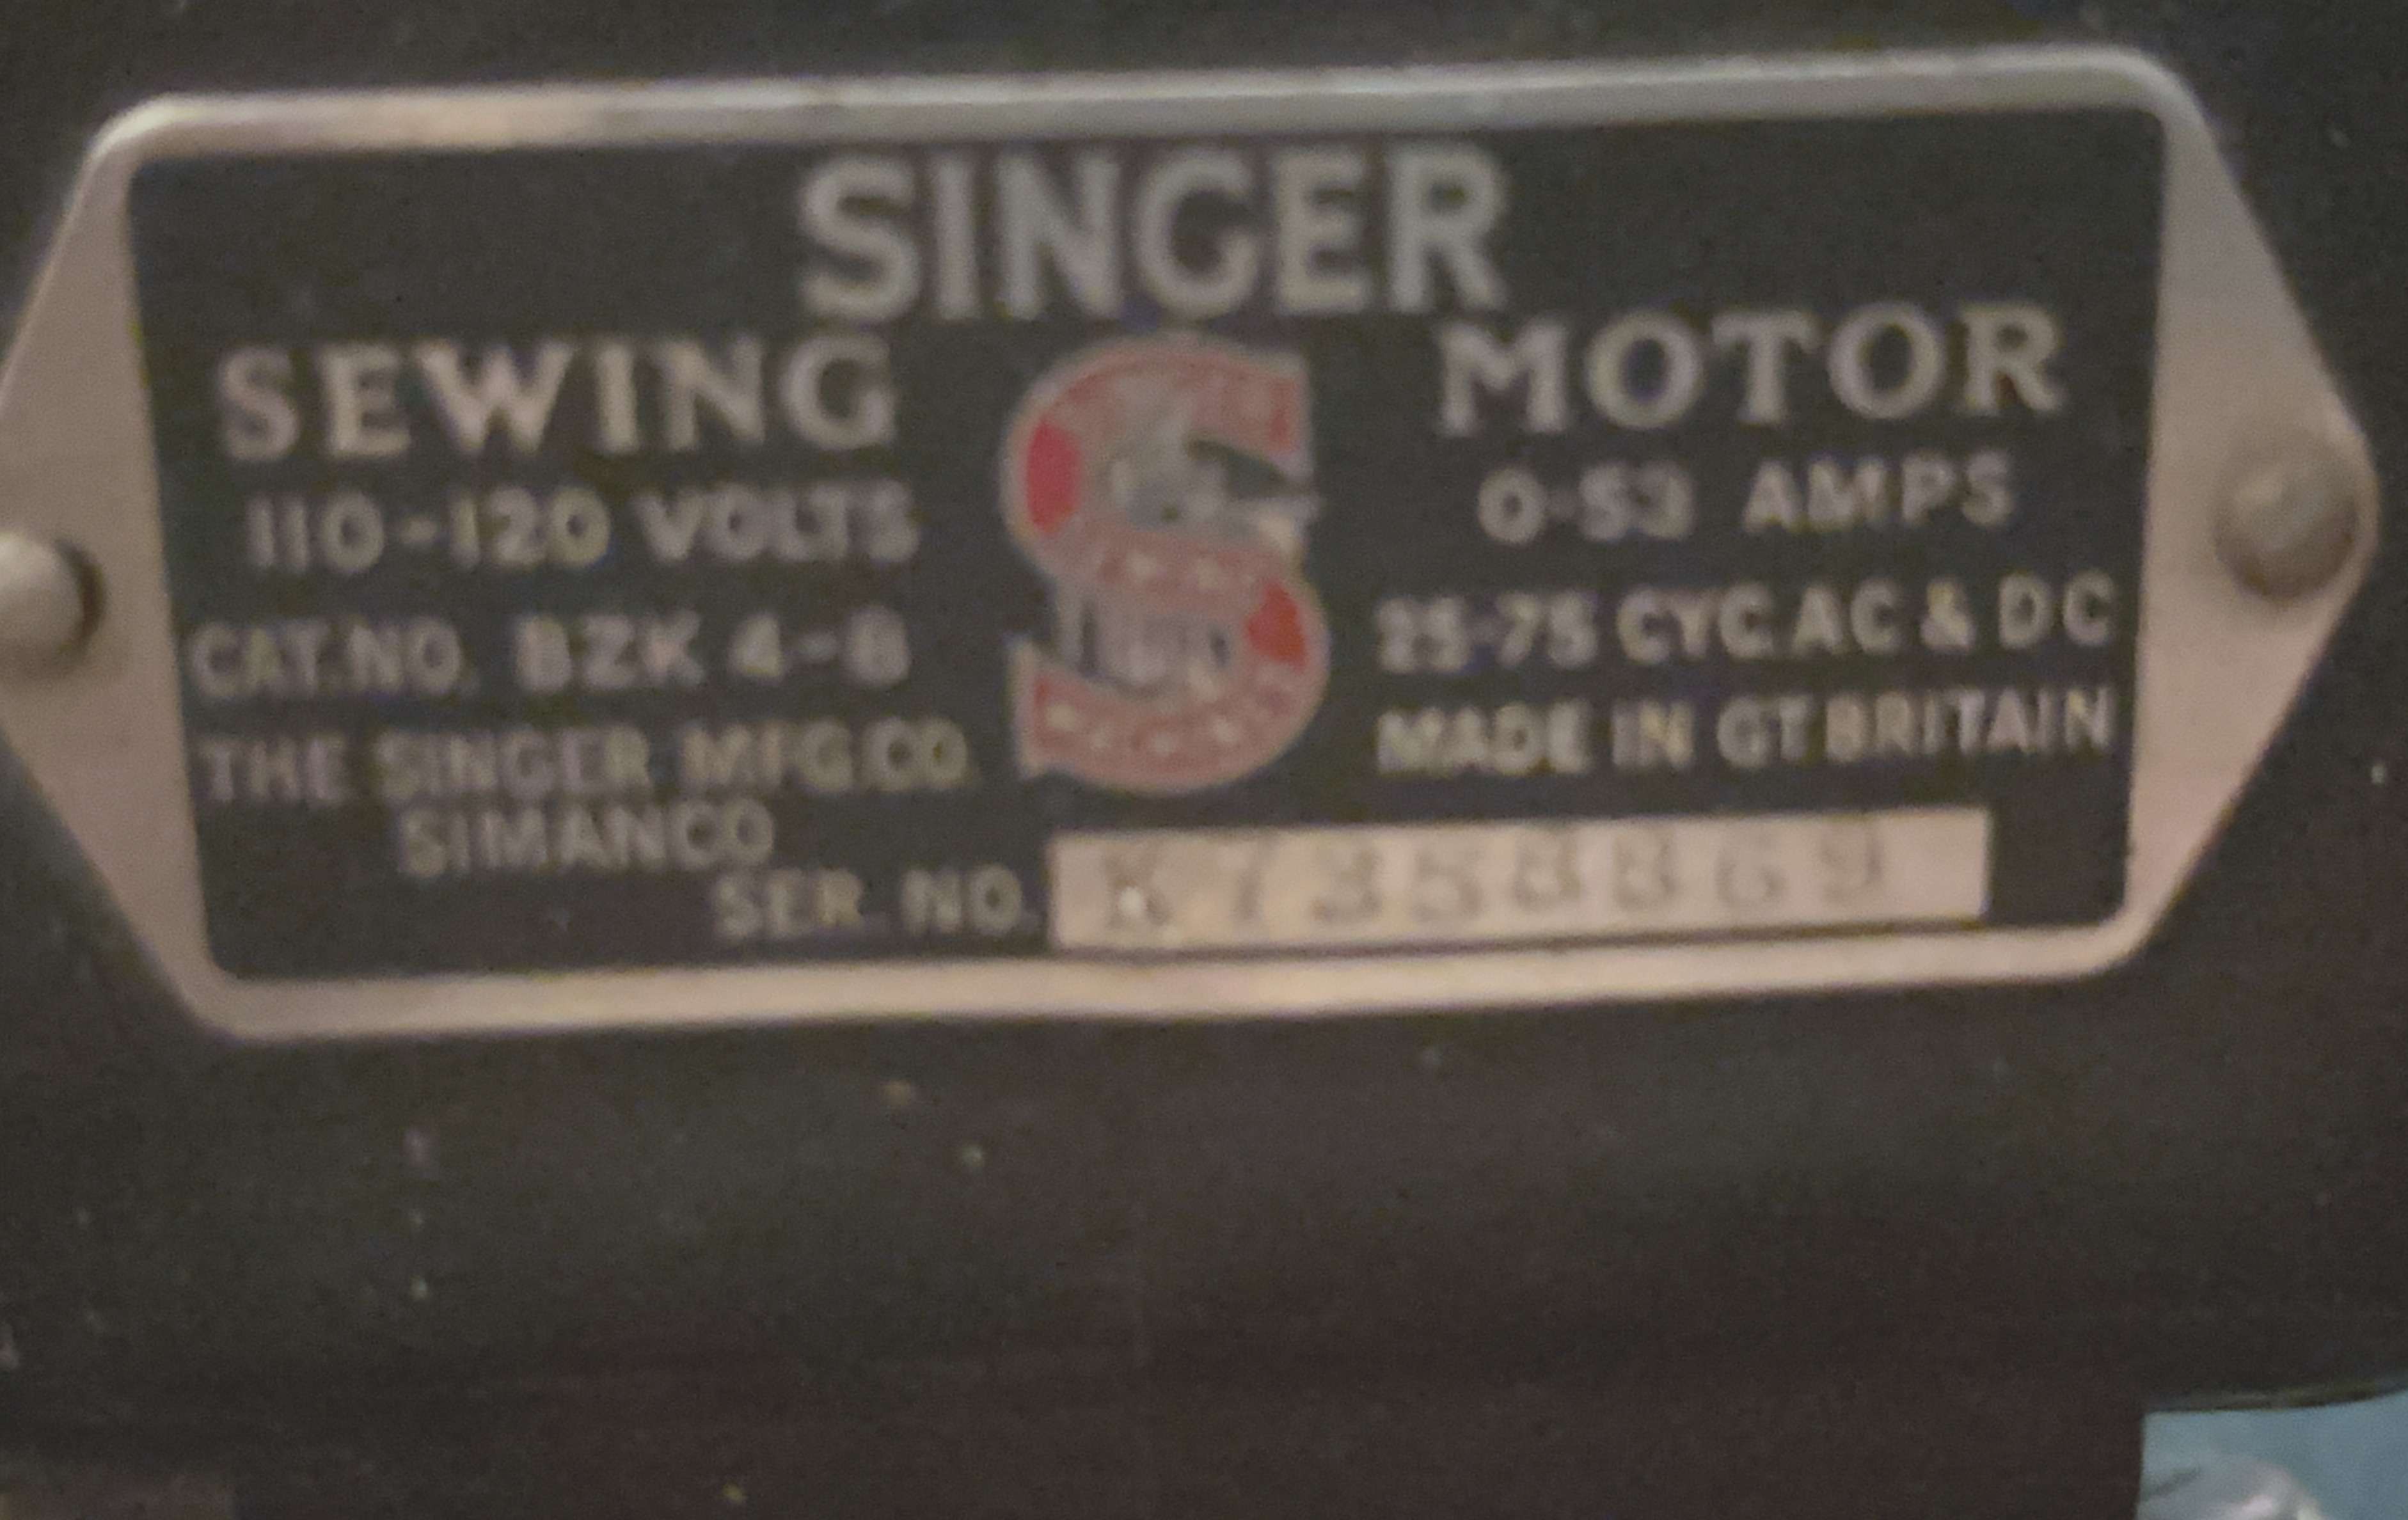 SINGER
SEWING MOTOR
110-120 VOLTS 0·53 AMPS
CAT.NO. BZK 4-8 25-75 CYC.AC & DC
THE SINGER MFG.CO. MADE IN GT BRITAIN
SIMANCO
SER. NO.